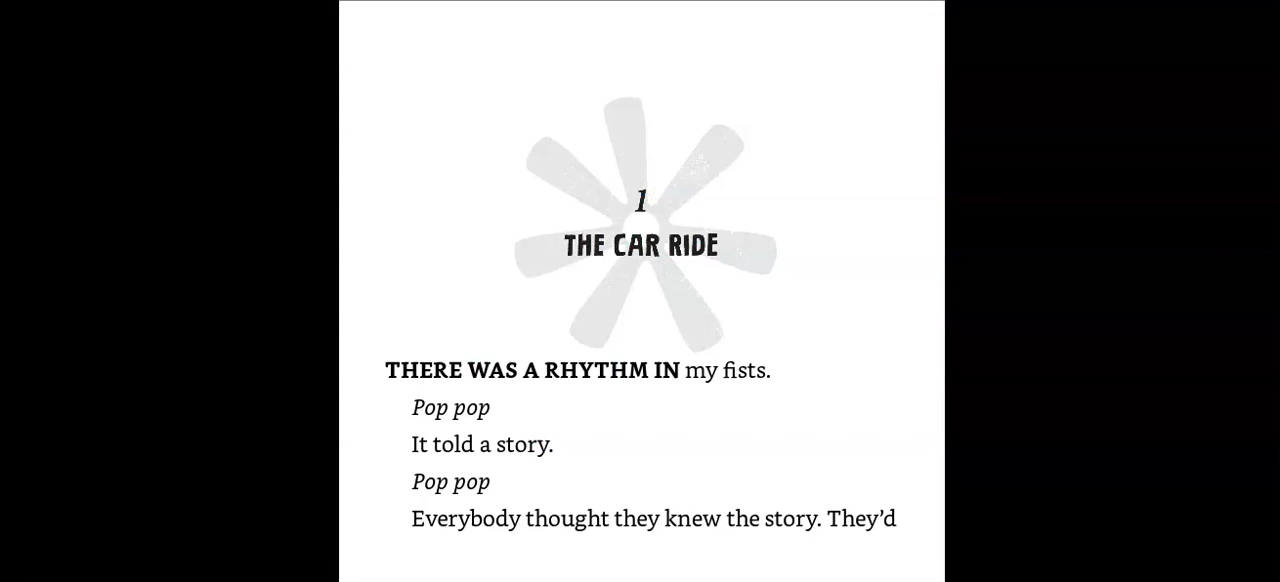 1
THE CAR RIDE
THERE WAS A RHYTHM IN my fists.
Pop pop
It told a story.
Pop pop
Everybody thought they knew the story. They’d